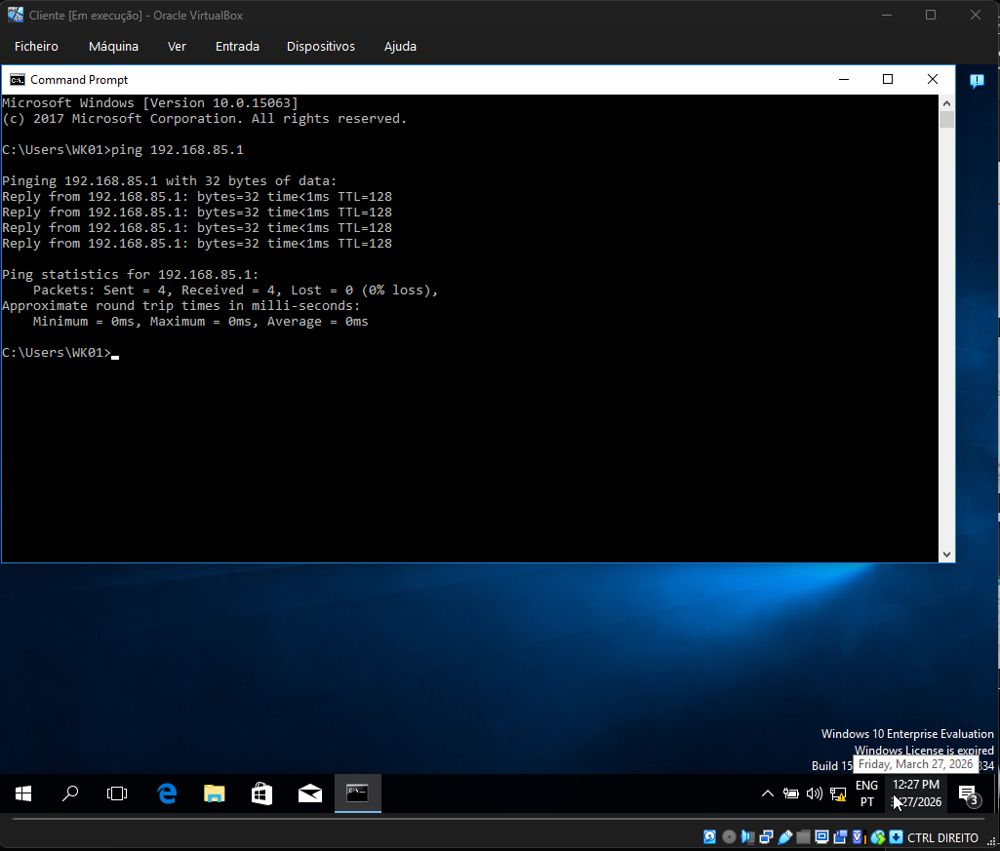 Cliente [Em execução] - Oracle VirtualBox
Ficheiro Máquina Ver Entrada Dispositivos Ajuda
Command Prompt
Microsoft Windows [Version 10.0.15063]
(c) 2017 Microsoft Corporation. All rights reserved.
C:\Users\WK01>ping 192.168.85.1
Pinging 192.168.85.1 with 32 bytes of data:
Reply from 192.168.85.1: bytes=32 time<1ms TTL=128
Reply from 192.168.85.1: bytes=32 time<1ms TTL=128
Reply from 192.168.85.1: bytes=32 time<1ms TTL=128
Reply from 192.168.85.1: bytes=32 time<1ms TTL=128
Ping statistics for 192.168.85.1:
Packets: Sent = 4, Received = 4, Lost = 0 (0% loss),
Approximate round trip times in milli-seconds:
Minimum = 0ms, Maximum = 0ms, Average = 0ms
C:\Users\WK01>
Windows 10 Enterprise Evaluation
Windows License is expired
Build 15
334
Friday, March 27, 2026
ENG
PT
12:27 PM
/27/2026
3
CTRL DIREITO